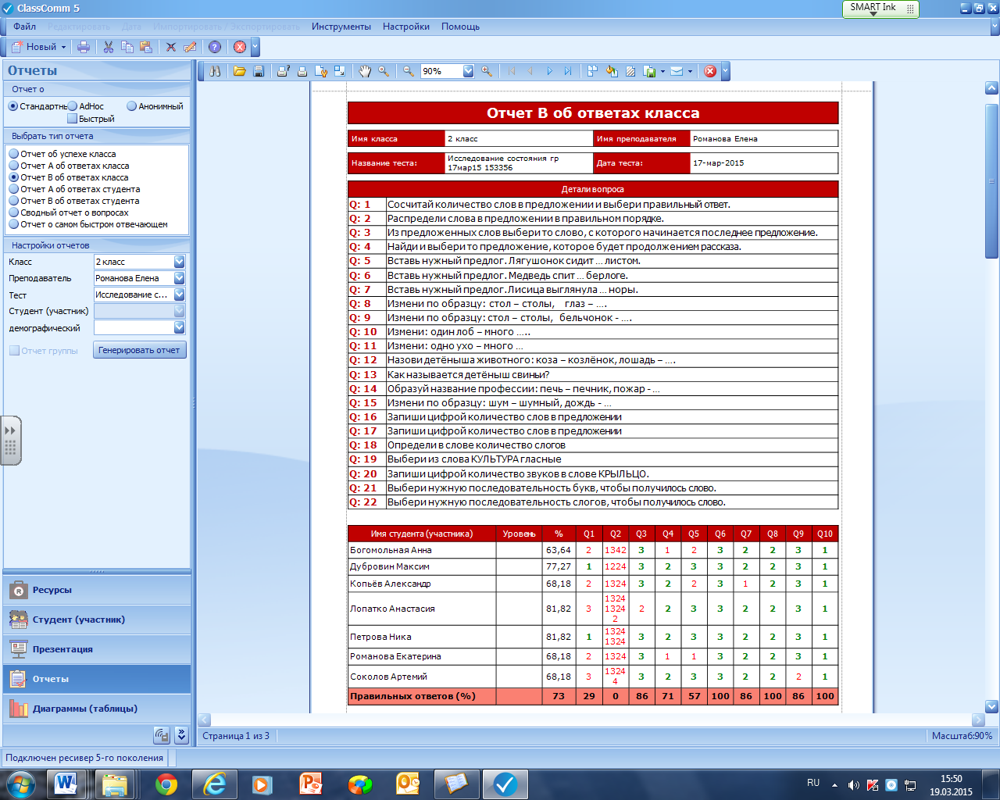 ClassComm 5
SMART Ink
Файл Редактировать Дата Импортировать / Экспортировать Инструменты Настройки Помощь
Новый
Отчеты
Отчет о
Стандартнь AdHoc Анонимный
Быстрый
Выбрать тип отчета
Отчет об успехе класса
Отчет А об ответах класса
Отчет В об ответах класса
Отчет А об ответах студента
Отчет В об ответах студента
Сводный отчет о вопросах
Отчет о самом быстром отвечающем
Настройки отчетов
Класс 2 класс
Преподаватель Романова Елена
Тест Исследование с...
Студент (участник)
демографический
Отчет группы Генерировать отчет
Ресурсы
Студент (участник)
Презентация
Отчеты
Диаграммы (таблицы)
90%
Отчет В об ответах класса
Имя класса 2 класс Имя преподавателя Романова Елена
Название теста: Исследование состояния гр 17мар15 153356 Дата теста: 17-мар-2015
Детали вопроса
Q: 1 Сосчитай количество слов в предложении и выбери правильный ответ.
Q: 2 Распредели слова в предложении в правильном порядке.
Q: 3 Из предложенных слов выбери то слово, с которого начинается последнее предложение.
Q: 4 Найди и выбери то предложение, которое будет продолжением рассказа.
Q: 5 Вставь нужный предлог. Лягушонок сидит ... листом.
Q: 6 Вставь нужный предлог. Медведь спит ... берлоге.
Q: 7 Вставь нужный предлог. Лисица выглянула ... норы.
Q: 8 Измени по образцу: стол – столы, глаз – ....
Q: 9 Измени по образцу: стол – столы, бельчонок - ....
Q: 10 Измени: один лоб – много .....
Q: 11 Измени: одно ухо – много ...
Q: 12 Назови детёныша животного: коза – козлёнок, лошадь – ....
Q: 13 Как называется детёныш свиньи?
Q: 14 Образуй название профессии: печь – печник, пожар - ...
Q: 15 Измени по образцу: шум – шумный, дождь - ...
Q: 16 Запиши цифрой количество слов в предложении
Q: 17 Запиши цифрой количество слов в предложении
Q: 18 Определи в слове количество слогов
Q: 19 Выбери из слова КУЛЬТУРА гласные
Q: 20 Запиши цифрой количество звуков в слове КРЫЛЬЦО.
Q: 21 Выбери нужную последовательность букв, чтобы получилось слово.
Q: 22 Выбери нужную последовательность слогов, чтобы получилось слово.
Имя студента (участника) Уровень % Q1 Q2 Q3 Q4 Q5 Q6 Q7 Q8 Q9 Q10
Богомольная Анна 63,64 2 1342 3 1 2 3 2 2 3 1
Дубровин Максим 77,27 1 1224 3 2 3 3 2 2 3 1
Копьёв Александр 68,18 2 1324 3 2 2 3 1 2 3 1
Лопатко Анастасия 81,82 3 1324 1324 2 2 2 3 3 2 2 3 1
Петрова Ника 81,82 1 1324 1324 3 2 3 3 2 2 3 1
Романова Екатерина 68,18 2 1324 3 1 1 3 2 2 3 1
Соколов Артемий 68,18 3 1324 4 3 2 3 3 2 2 2 1
Правильных ответов (%) 73 29 0 86 71 57 100 86 100 86 100
Страница 1 из 3 Масштаб:90%
Подключен ресивер 5-го поколения
RU 15:50
19.03.2015